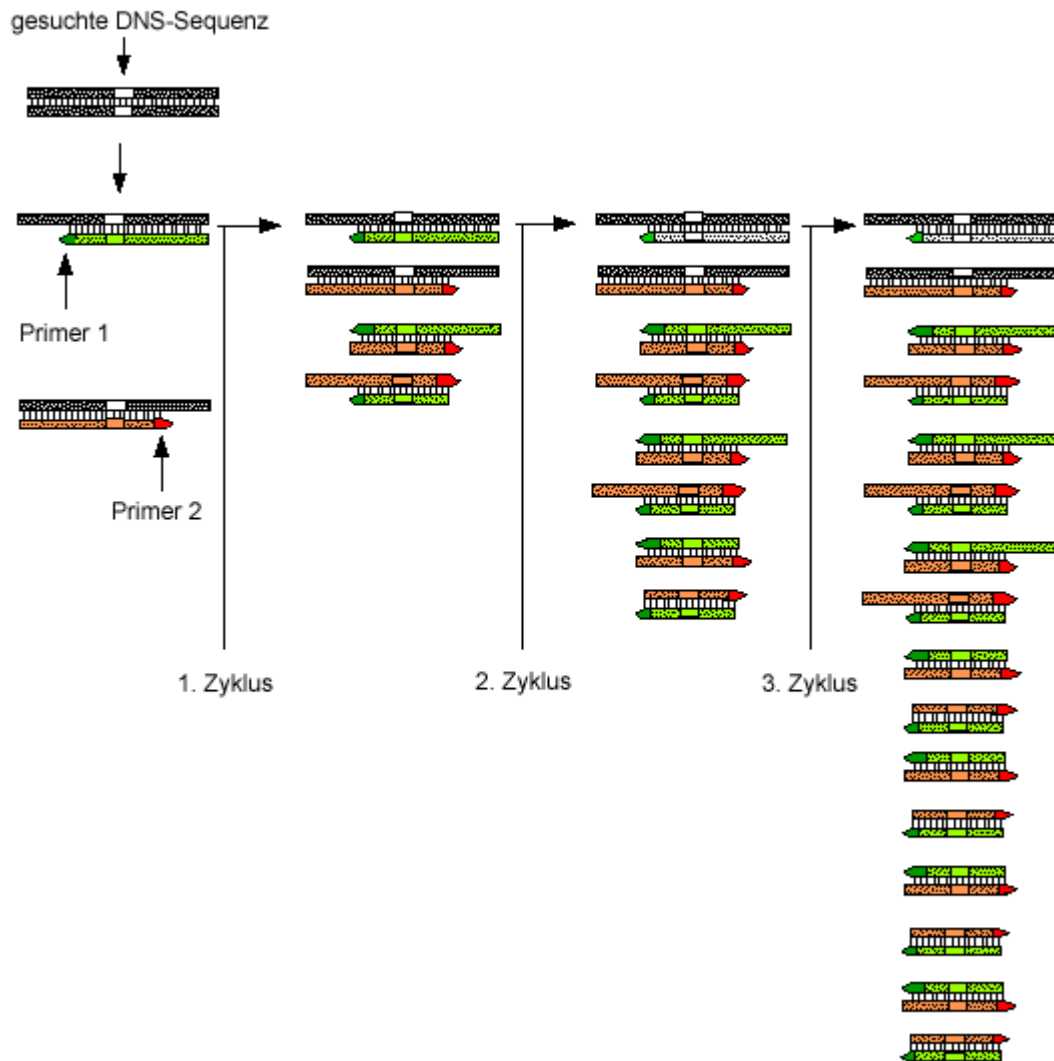 gesuchte DNS-Sequenz
Primer 1
Primer 2
1. Zyklus
2. Zyklus
3. Zyklus